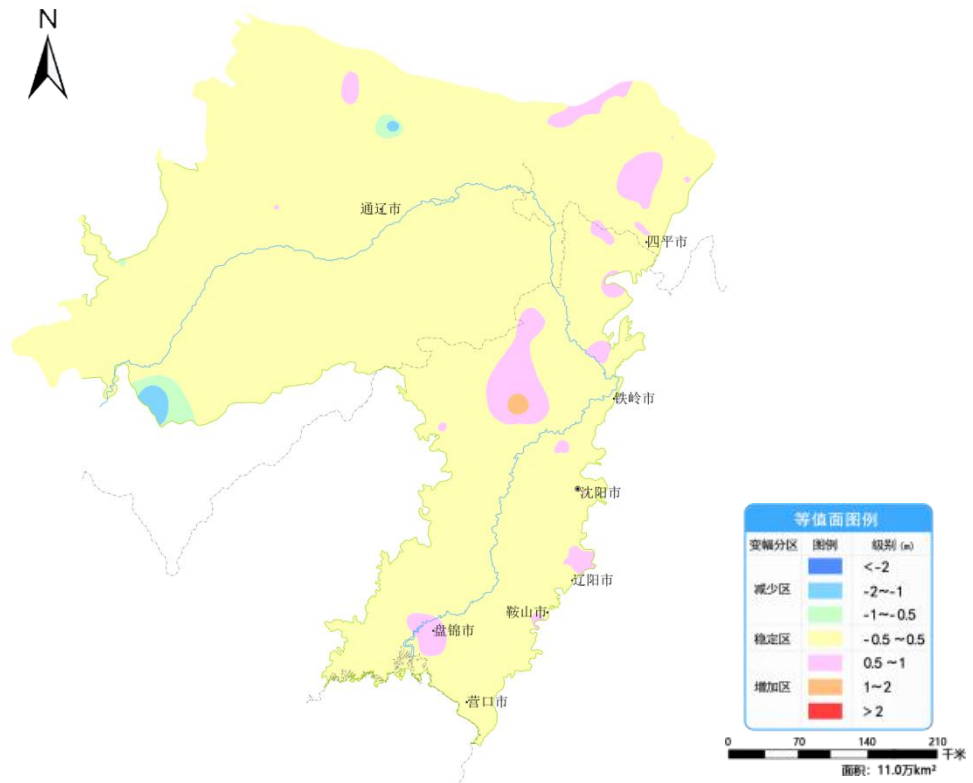 N
通辽市
四平市
铁岭市
沈阳市
辽阳市
鞍山市
盘锦市
营口市
等值面图例
变幅分区 图例 级别 (m)
减少区
<-2
-2~-1
-1~-0.5
稳定区
-0.5~0.5
增加区
0.5~1
1~2
>2
0 70 140 210 千米
面积：11.0万km²